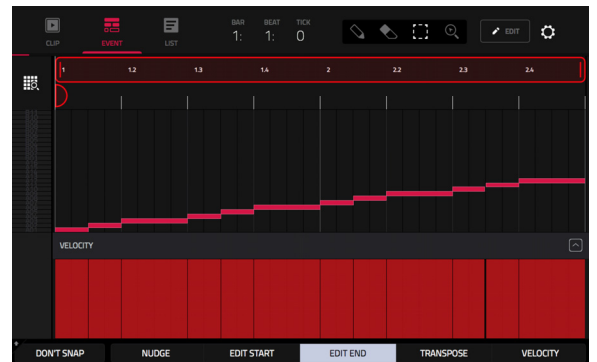 BAR BEAT TICK
1: 1: 0
EDIT
CLIP EVENT LIST
1 1.2 1.3 1.4 2 2.2 2.3 2.4
VELOCITY
DON'T SNAP NUDGE EDIT START EDIT END TRANSPOSE VELOCITY